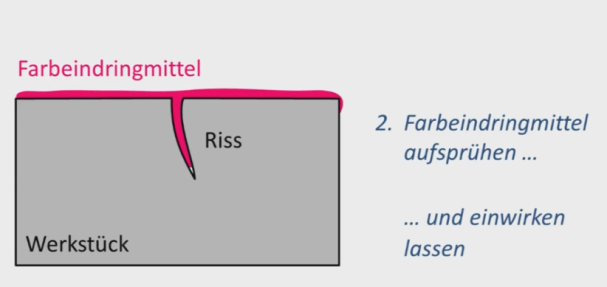 Farbeindringmittel
Riss
Werkstück
2. Farbeindringmittel
aufsprühen ...
... und einwirken
lassen